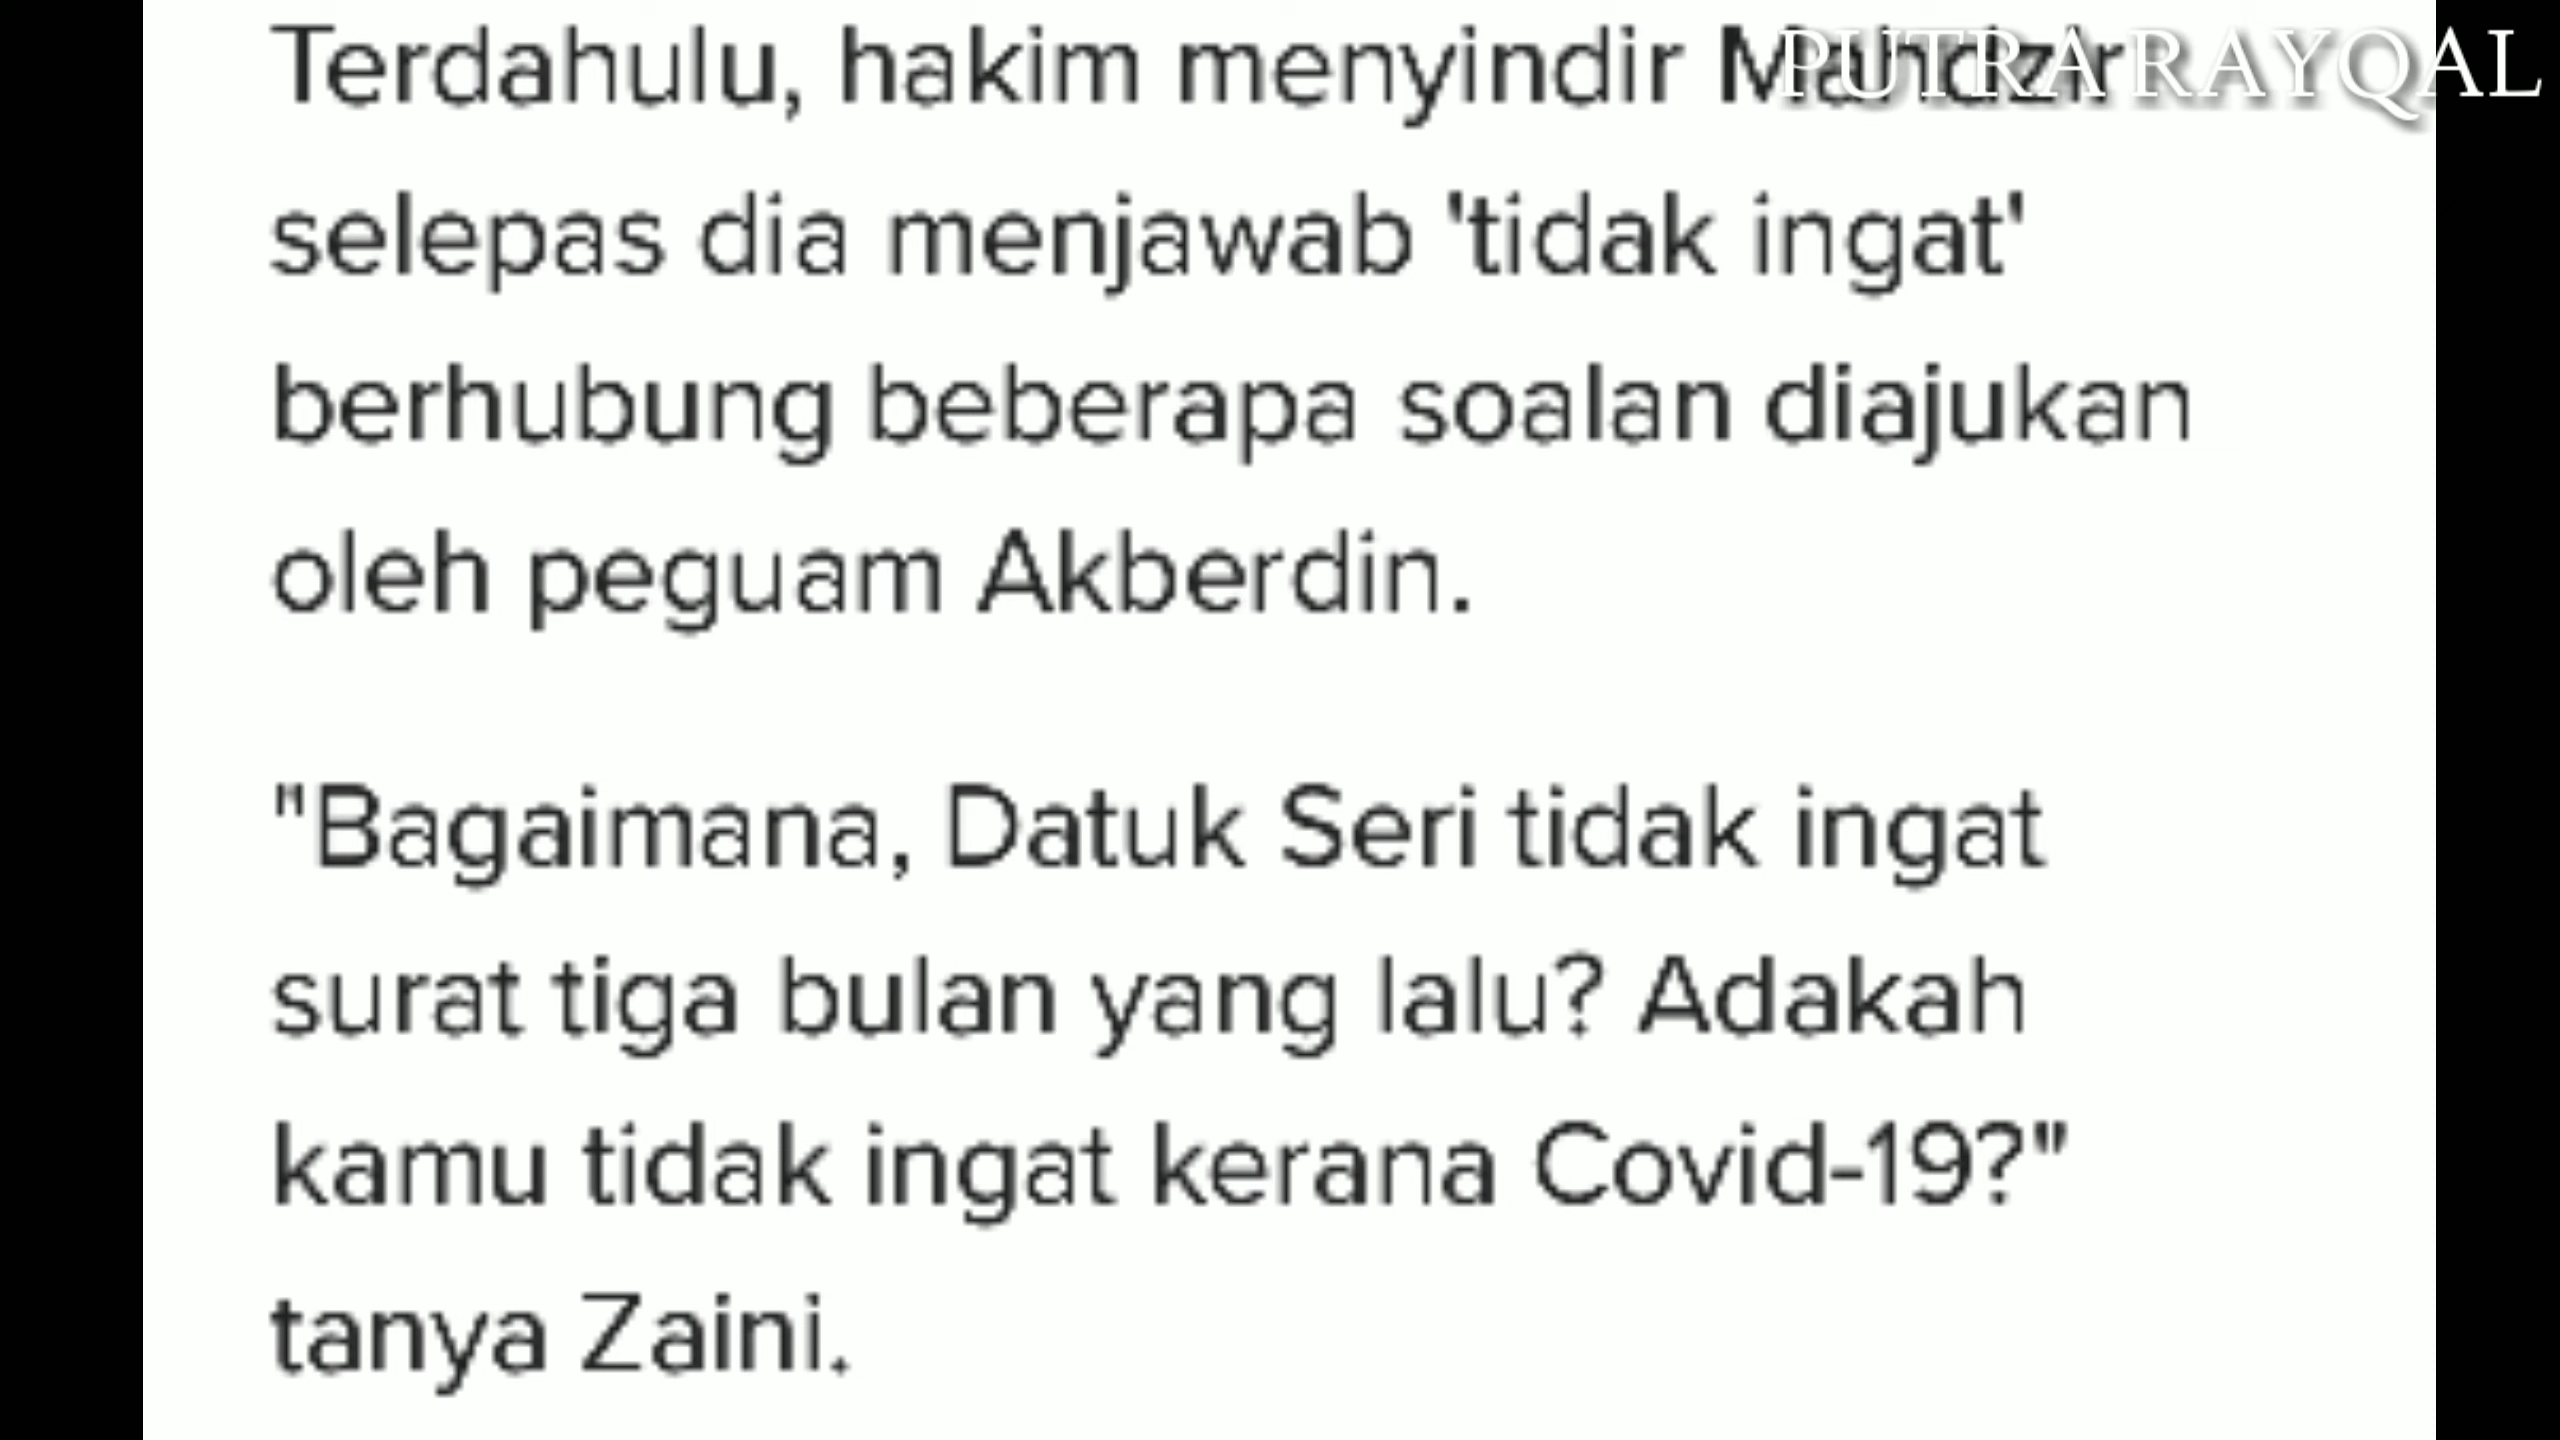 Terdahulu, hakim menyindir Mahdzir
PUTRA RAYQAL
selepas dia menjawab 'tidak ingat'
berhubung beberapa soalan diajukan
oleh peguam Akberdin.
"Bagaimana, Datuk Seri tidak ingat
surat tiga bulan yang lalu? Adakah
kamu tidak ingat kerana Covid-19?"
tanya Zaini.